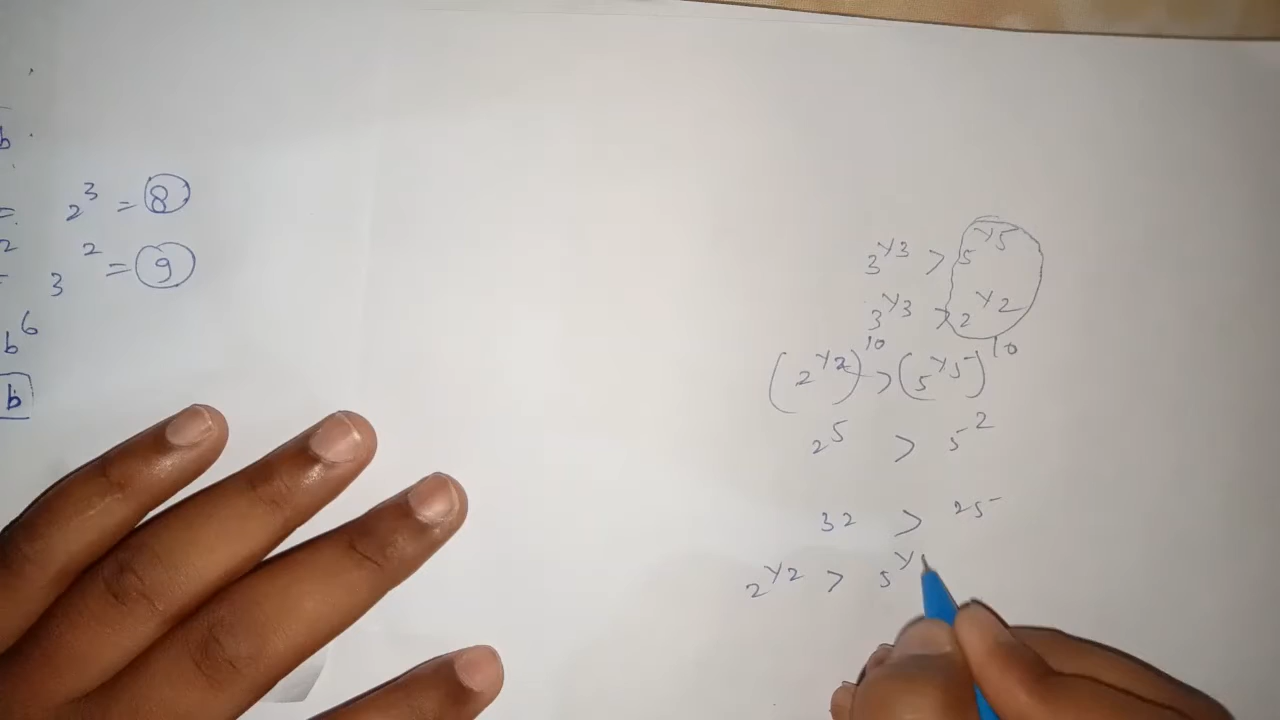 b
= 2^3 = 8
2
3^2 = 9
b^6
b
3^1/3 > 5^1/5
3^1/3 > 2^1/2
(2^1/2)^10 > (5^1/5)^10
2^5 > 5^2
32 > 25
2^1/2 > 5^1/